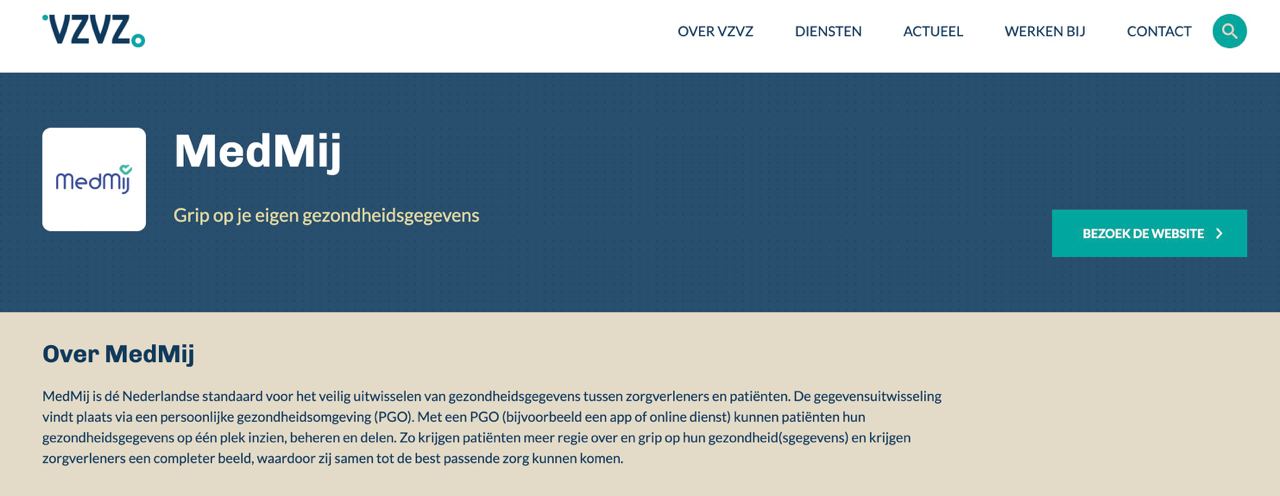 VZVZ
OVER VZVZ
DIENSTEN
ACTUEEL
WERKEN BIJ
CONTACT
MedMij
MedMij
Grip op je eigen gezondheidsgegevens
BEZOEK DE WEBSITE
Over MedMij
MedMij is dé Nederlandse standaard voor het veilig uitwisselen van gezondheidsgegevens tussen zorgverleners en patiënten. De gegevensuitwisseling
vindt plaats via een persoonlijke gezondheidsomgeving (PGO). Met een PGO (bijvoorbeeld een app of online dienst) kunnen patiënten hun
gezondheidsgegevens op één plek inzien, beheren en delen. Zo krijgen patiënten meer regie over en grip op hun gezondheid(sgegevens) en krijgen
zorgverleners een completer beeld, waardoor zij samen tot de best passende zorg kunnen komen.